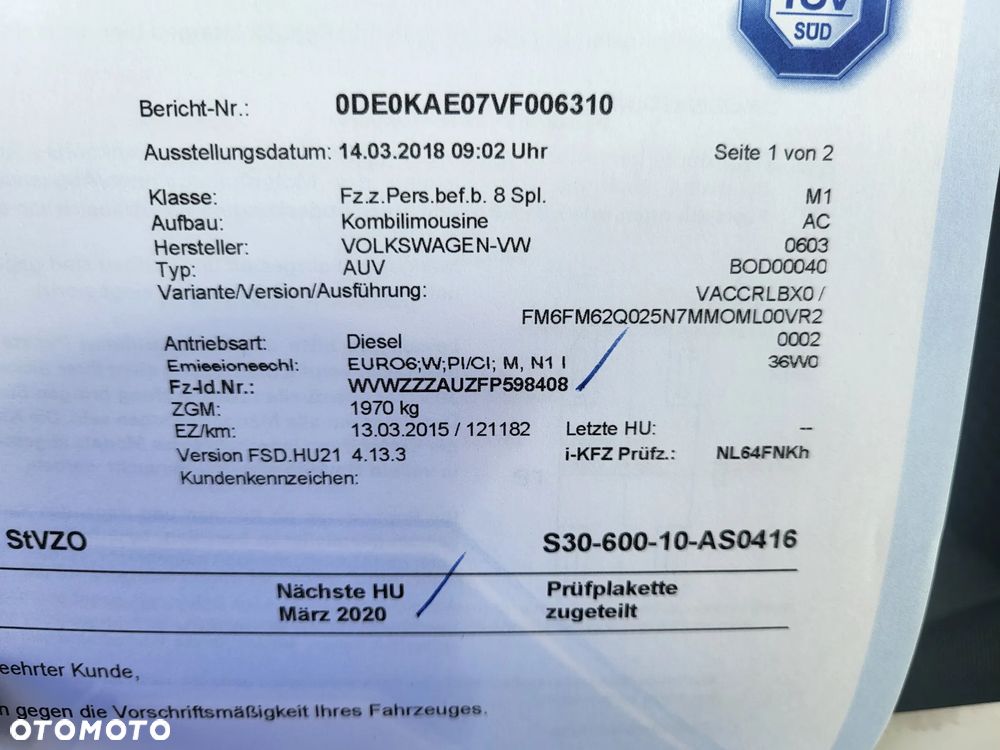 TÜV
SÜD
Bericht-Nr.: 0DE0KAE07VF006310
Ausstellungsdatum: 14.03.2018 09:02 Uhr Seite 1 von 2
Klasse: Fz.z.Pers.bef.b. 8 Spl. M1
Aufbau: Kombilimousine AC
Hersteller: VOLKSWAGEN-VW 0603
Typ: AUV BOD00040
Variante/Version/Ausführung: VACCRLBX0 /
FM6FM62Q025N7MMOML00VR2
Antriebsart: Diesel 0002
Emissionschl: EURO6;W;PI/CI; M, N1 I 36W0
Fz-Id.Nr.: WVWZZZAUZFP598408
ZGM: 1970 kg
EZ/km: 13.03.2015 / 121182 Letzte HU: --
Version FSD.HU21 4.13.3 i-KFZ Prüfz.: NL64FNKh
Kundenkennzeichen:
StVZO S30-600-10-AS0416
Nächste HU Prüfplakette
März 2020 zugeteilt
eehrter Kunde,
n gegen die Vorschriftsmäßigkeit Ihres Fahrzeuges.
OTOMOTO